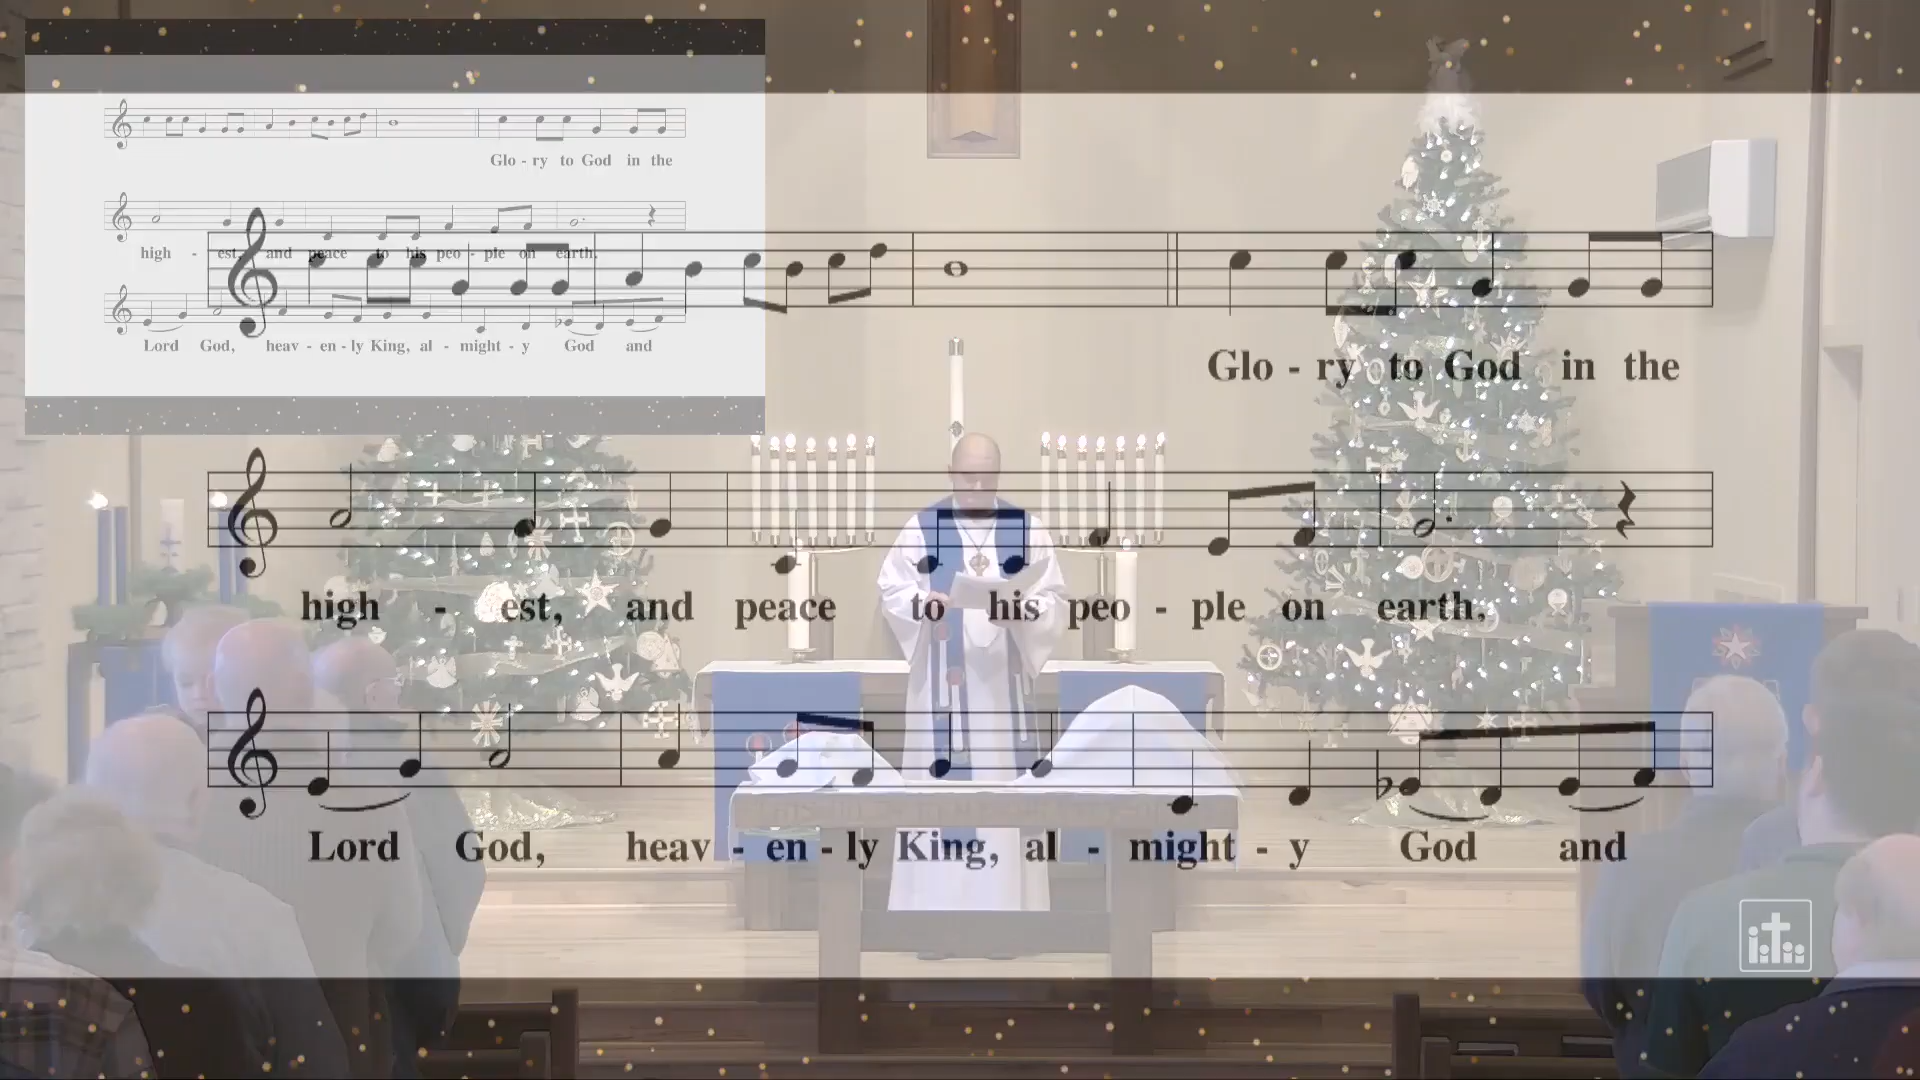 Glo - ry to God in the
high - est, and peace to his peo - ple on earth.
Lord God, heav - en - ly King, al - might - y God and
Glo - ry to God in the
high - est, and peace to his peo - ple on earth.
Lord God, heav - en - ly King, al - might - y God and